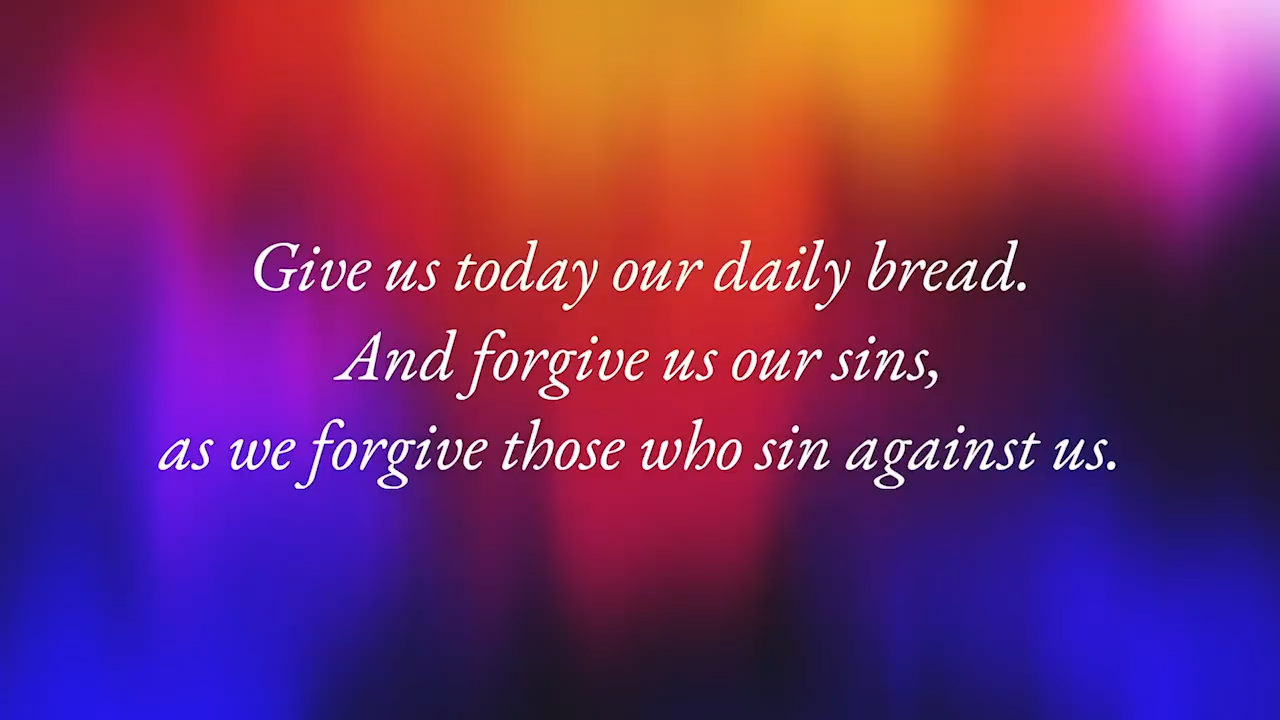 Give us today our daily bread.
And forgive us our sins,
as we forgive those who sin against us.